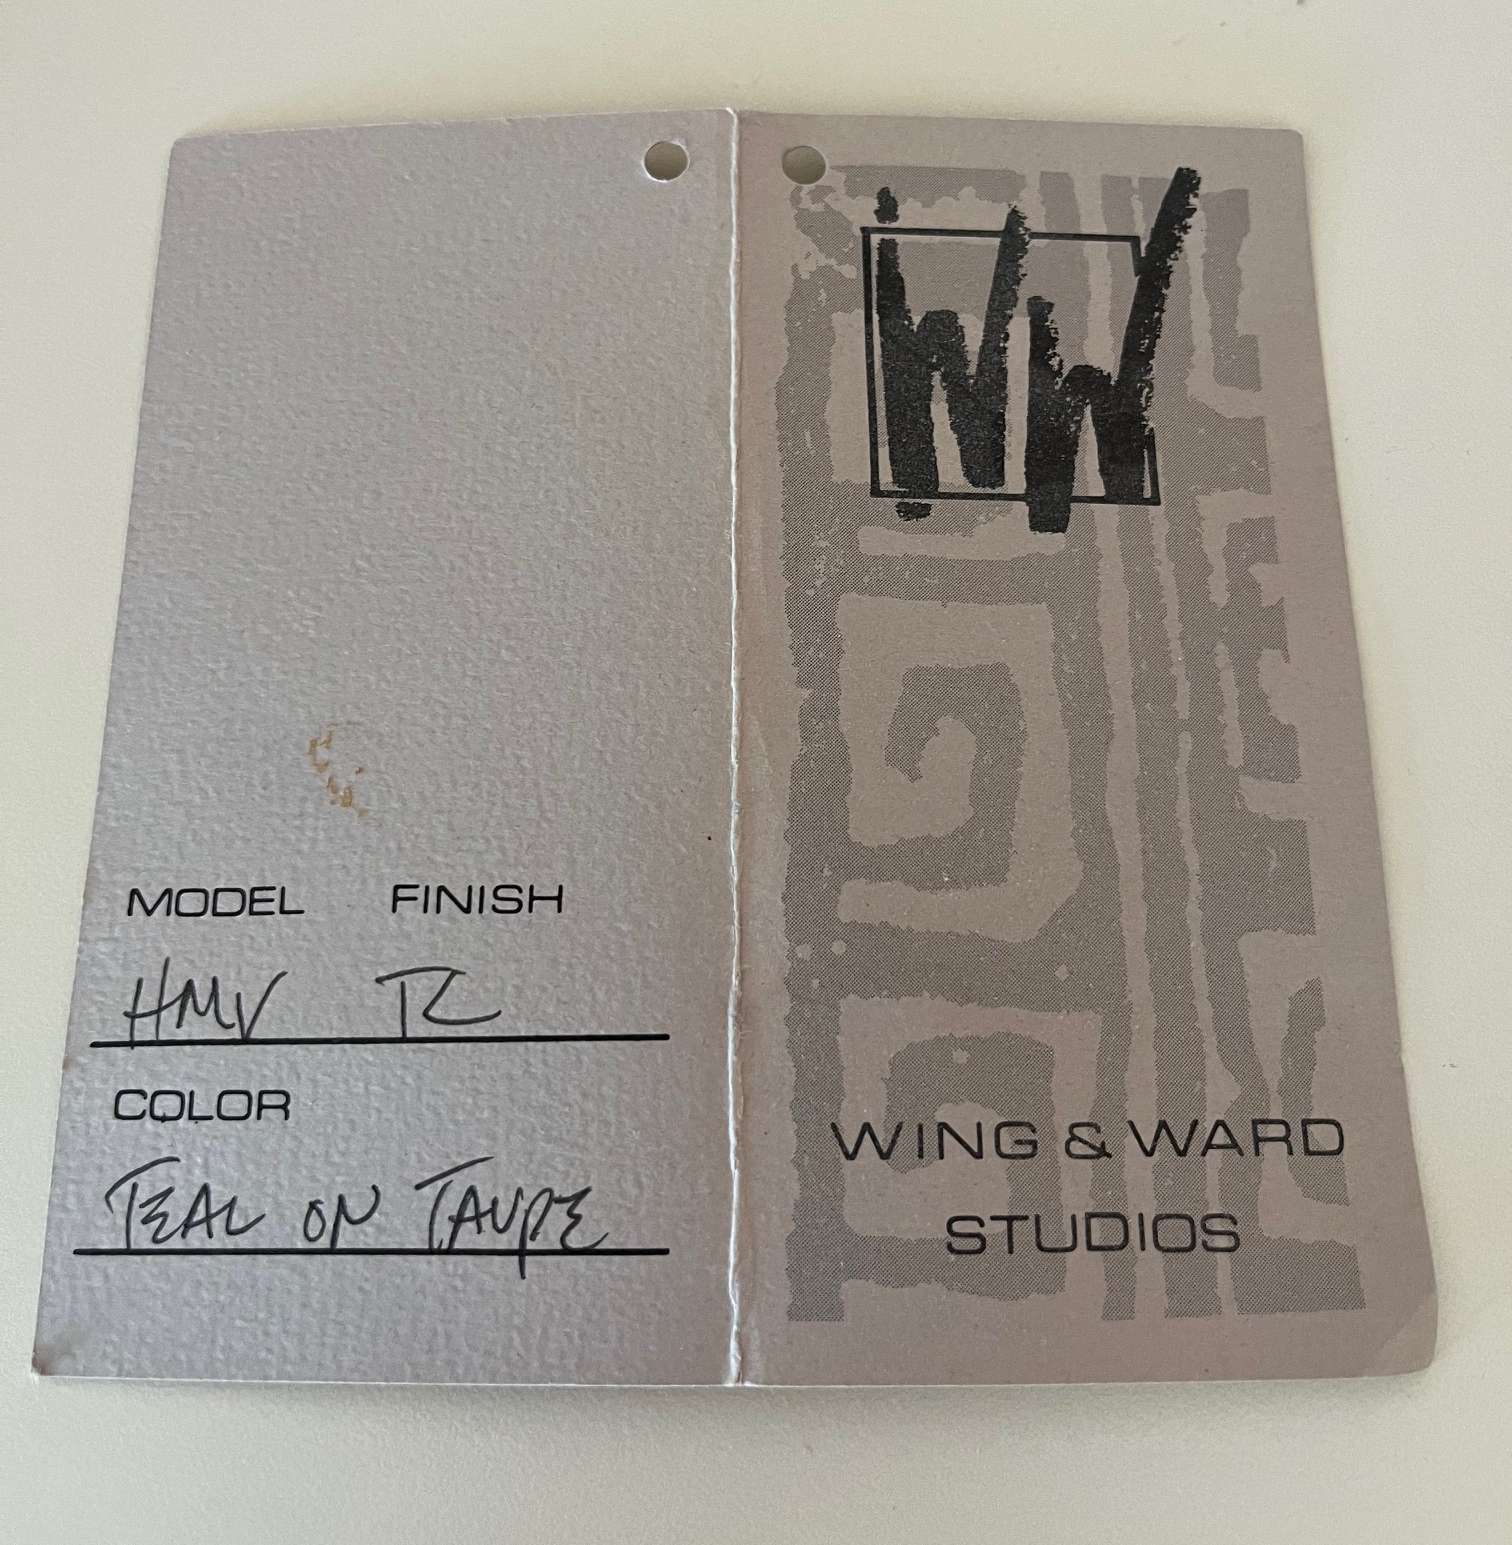 MODEL FINISH
HMV TC
COLOR
TEAL ON TAUPE
WW
WING & WARD
STUDIOS